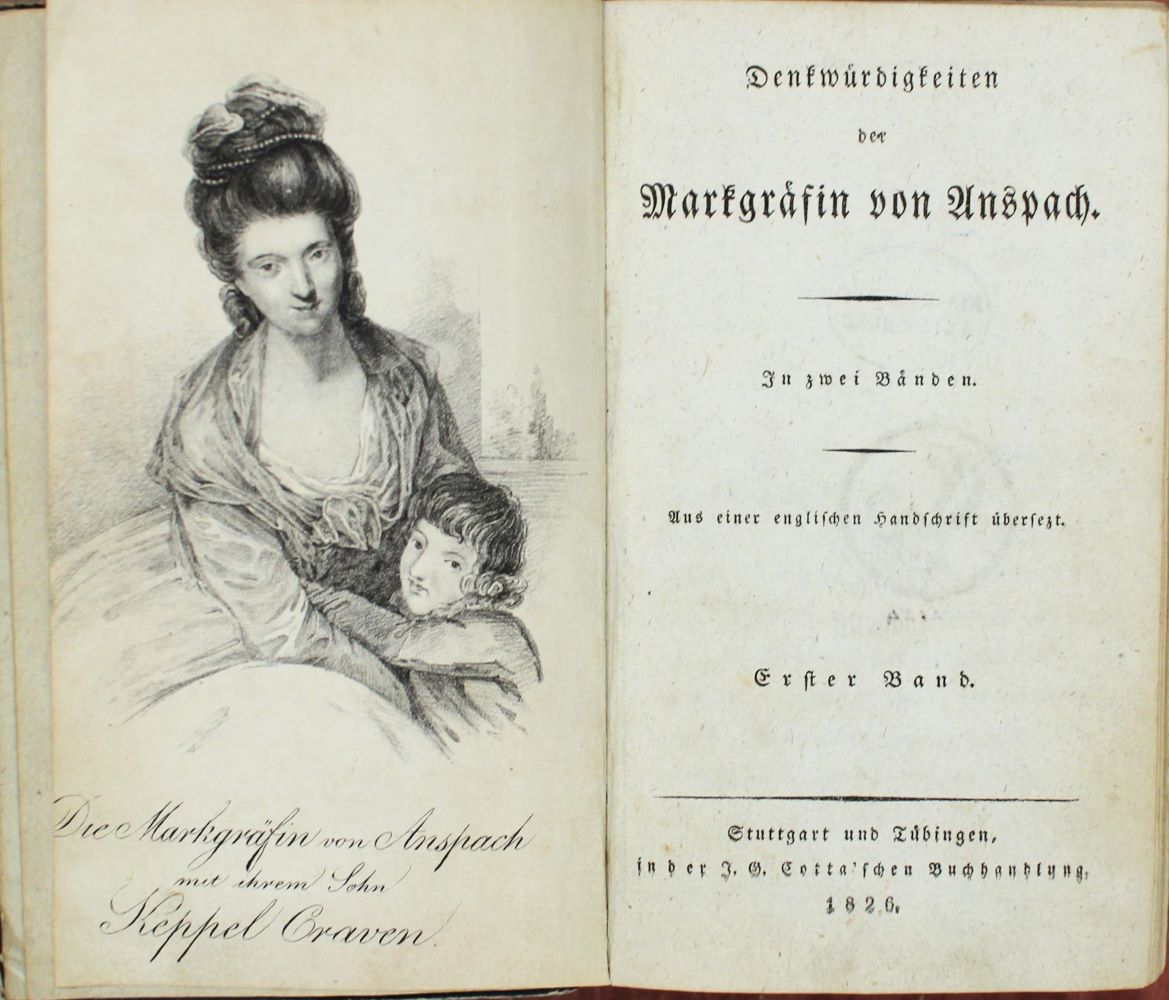 Die Markgräfin von Anspach
mit ihrem Sohn
Keppel Craven.
Denkwürdigkeiten
der
Markgräfin von Anspach.
In zwei Bänden.
Aus einer englischen Handschrift übersezt.
Erster Band.
Stuttgart und Tübingen,
in der J. G. Cotta'schen Buchhandlung,
1826.